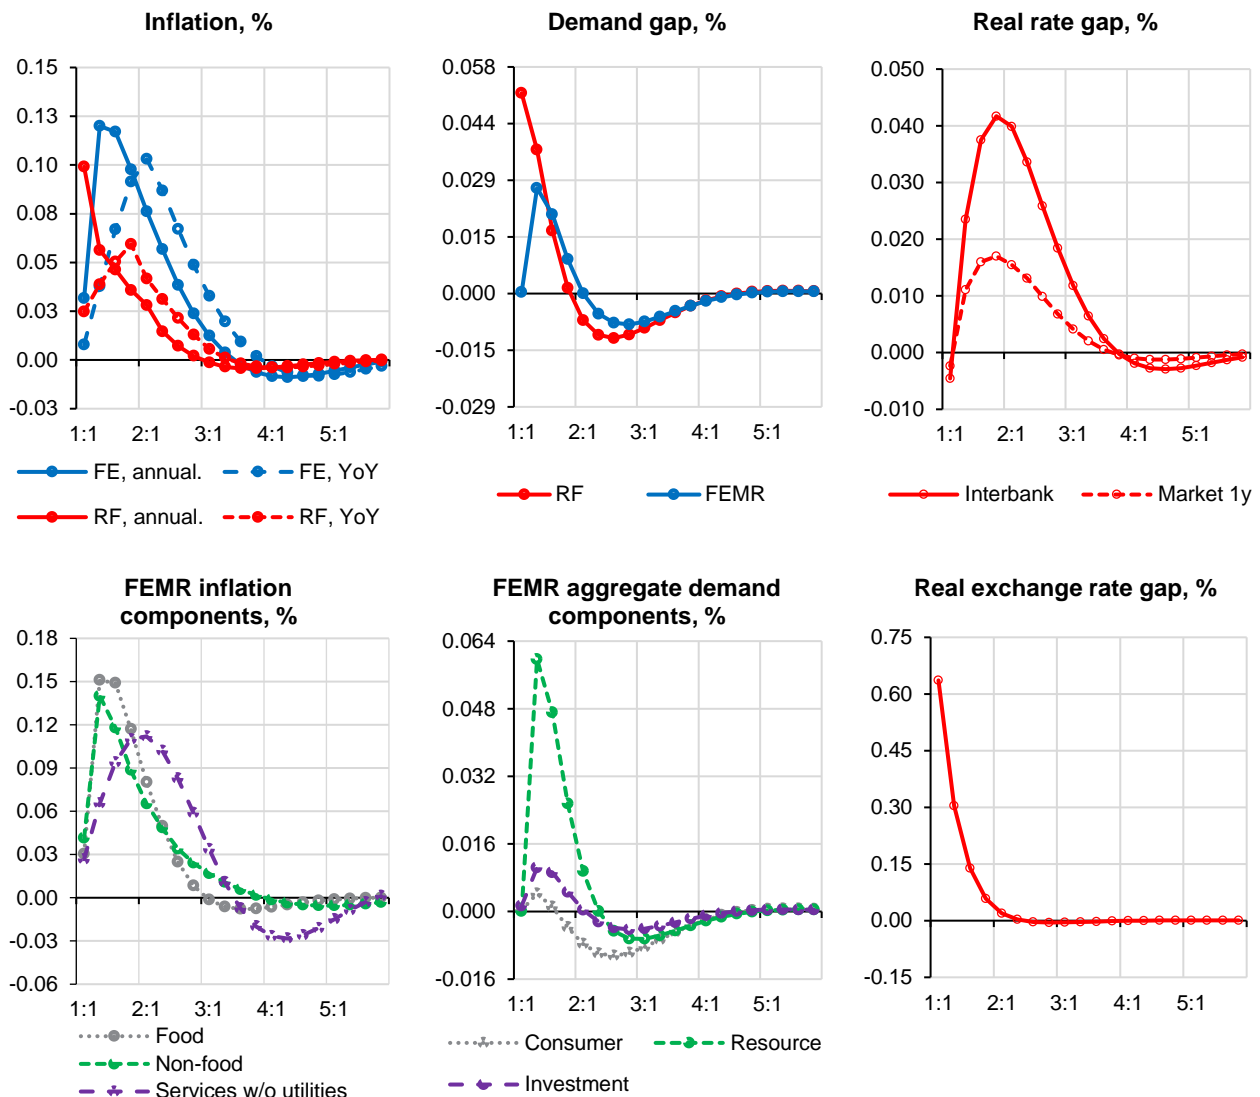 Inflation, %
0.15
0.13
0.10
0.08
0.05
0.03
0.00
-0.03
1:1 2:1 3:1 4:1 5:1
FE, annual. FE, YoY
RF, annual. RF, YoY
Demand gap, %
0.058
0.044
0.029
0.015
0.000
-0.015
-0.029
1:1 2:1 3:1 4:1 5:1
RF FEMR
Real rate gap, %
0.050
0.040
0.030
0.020
0.010
0.000
-0.010
1:1 2:1 3:1 4:1 5:1
Interbank Market 1y
FEMR inflation
components, %
0.18
0.15
0.12
0.09
0.06
0.03
0.00
-0.03
-0.06
1:1 2:1 3:1 4:1 5:1
Food
Non-food
Services w/o utilities
FEMR aggregate demand
components, %
0.064
0.048
0.032
0.016
0.000
-0.016
1:1 2:1 3:1 4:1 5:1
Consumer Resource
Investment
Real exchange rate gap, %
0.75
0.60
0.45
0.30
0.15
0.00
-0.15
1:1 2:1 3:1 4:1 5:1